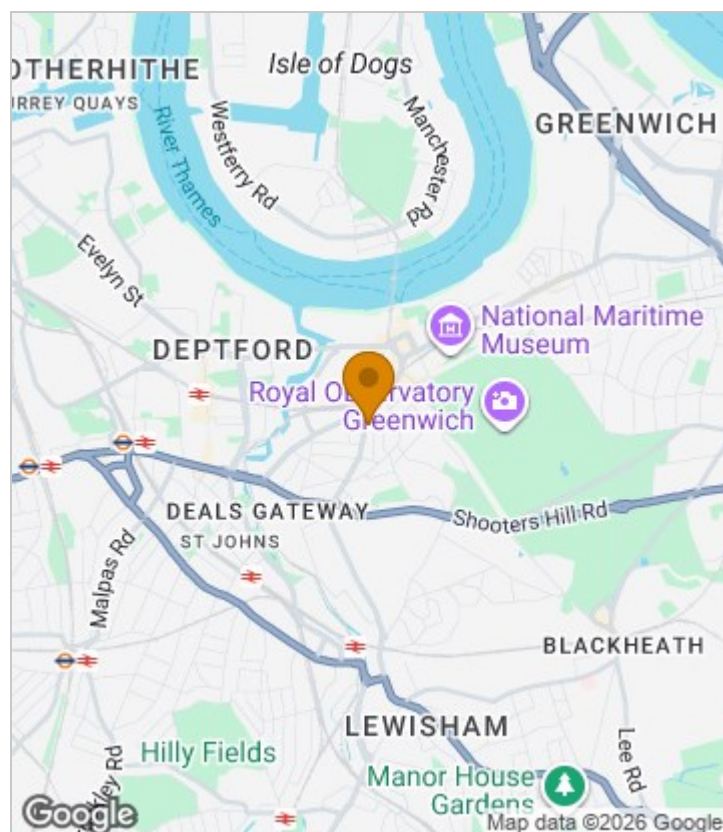 OTHERHITHE
URREY QUAYS
Isle of Dogs
GREENWICH
River Thames
Westferry Rd
Manchester Rd
Evelyn St
DEPTFORD
National Maritime
Museum
Royal Observatory
Greenwich
DEALS GATEWAY
ST JOHNS
Shooters Hill Rd
Malpas Rd
BLACKHEATH
LEWISHAM
Lee Rd
Hilly Fields
Manor House
Gardens
Google
Map data ©2026 Google